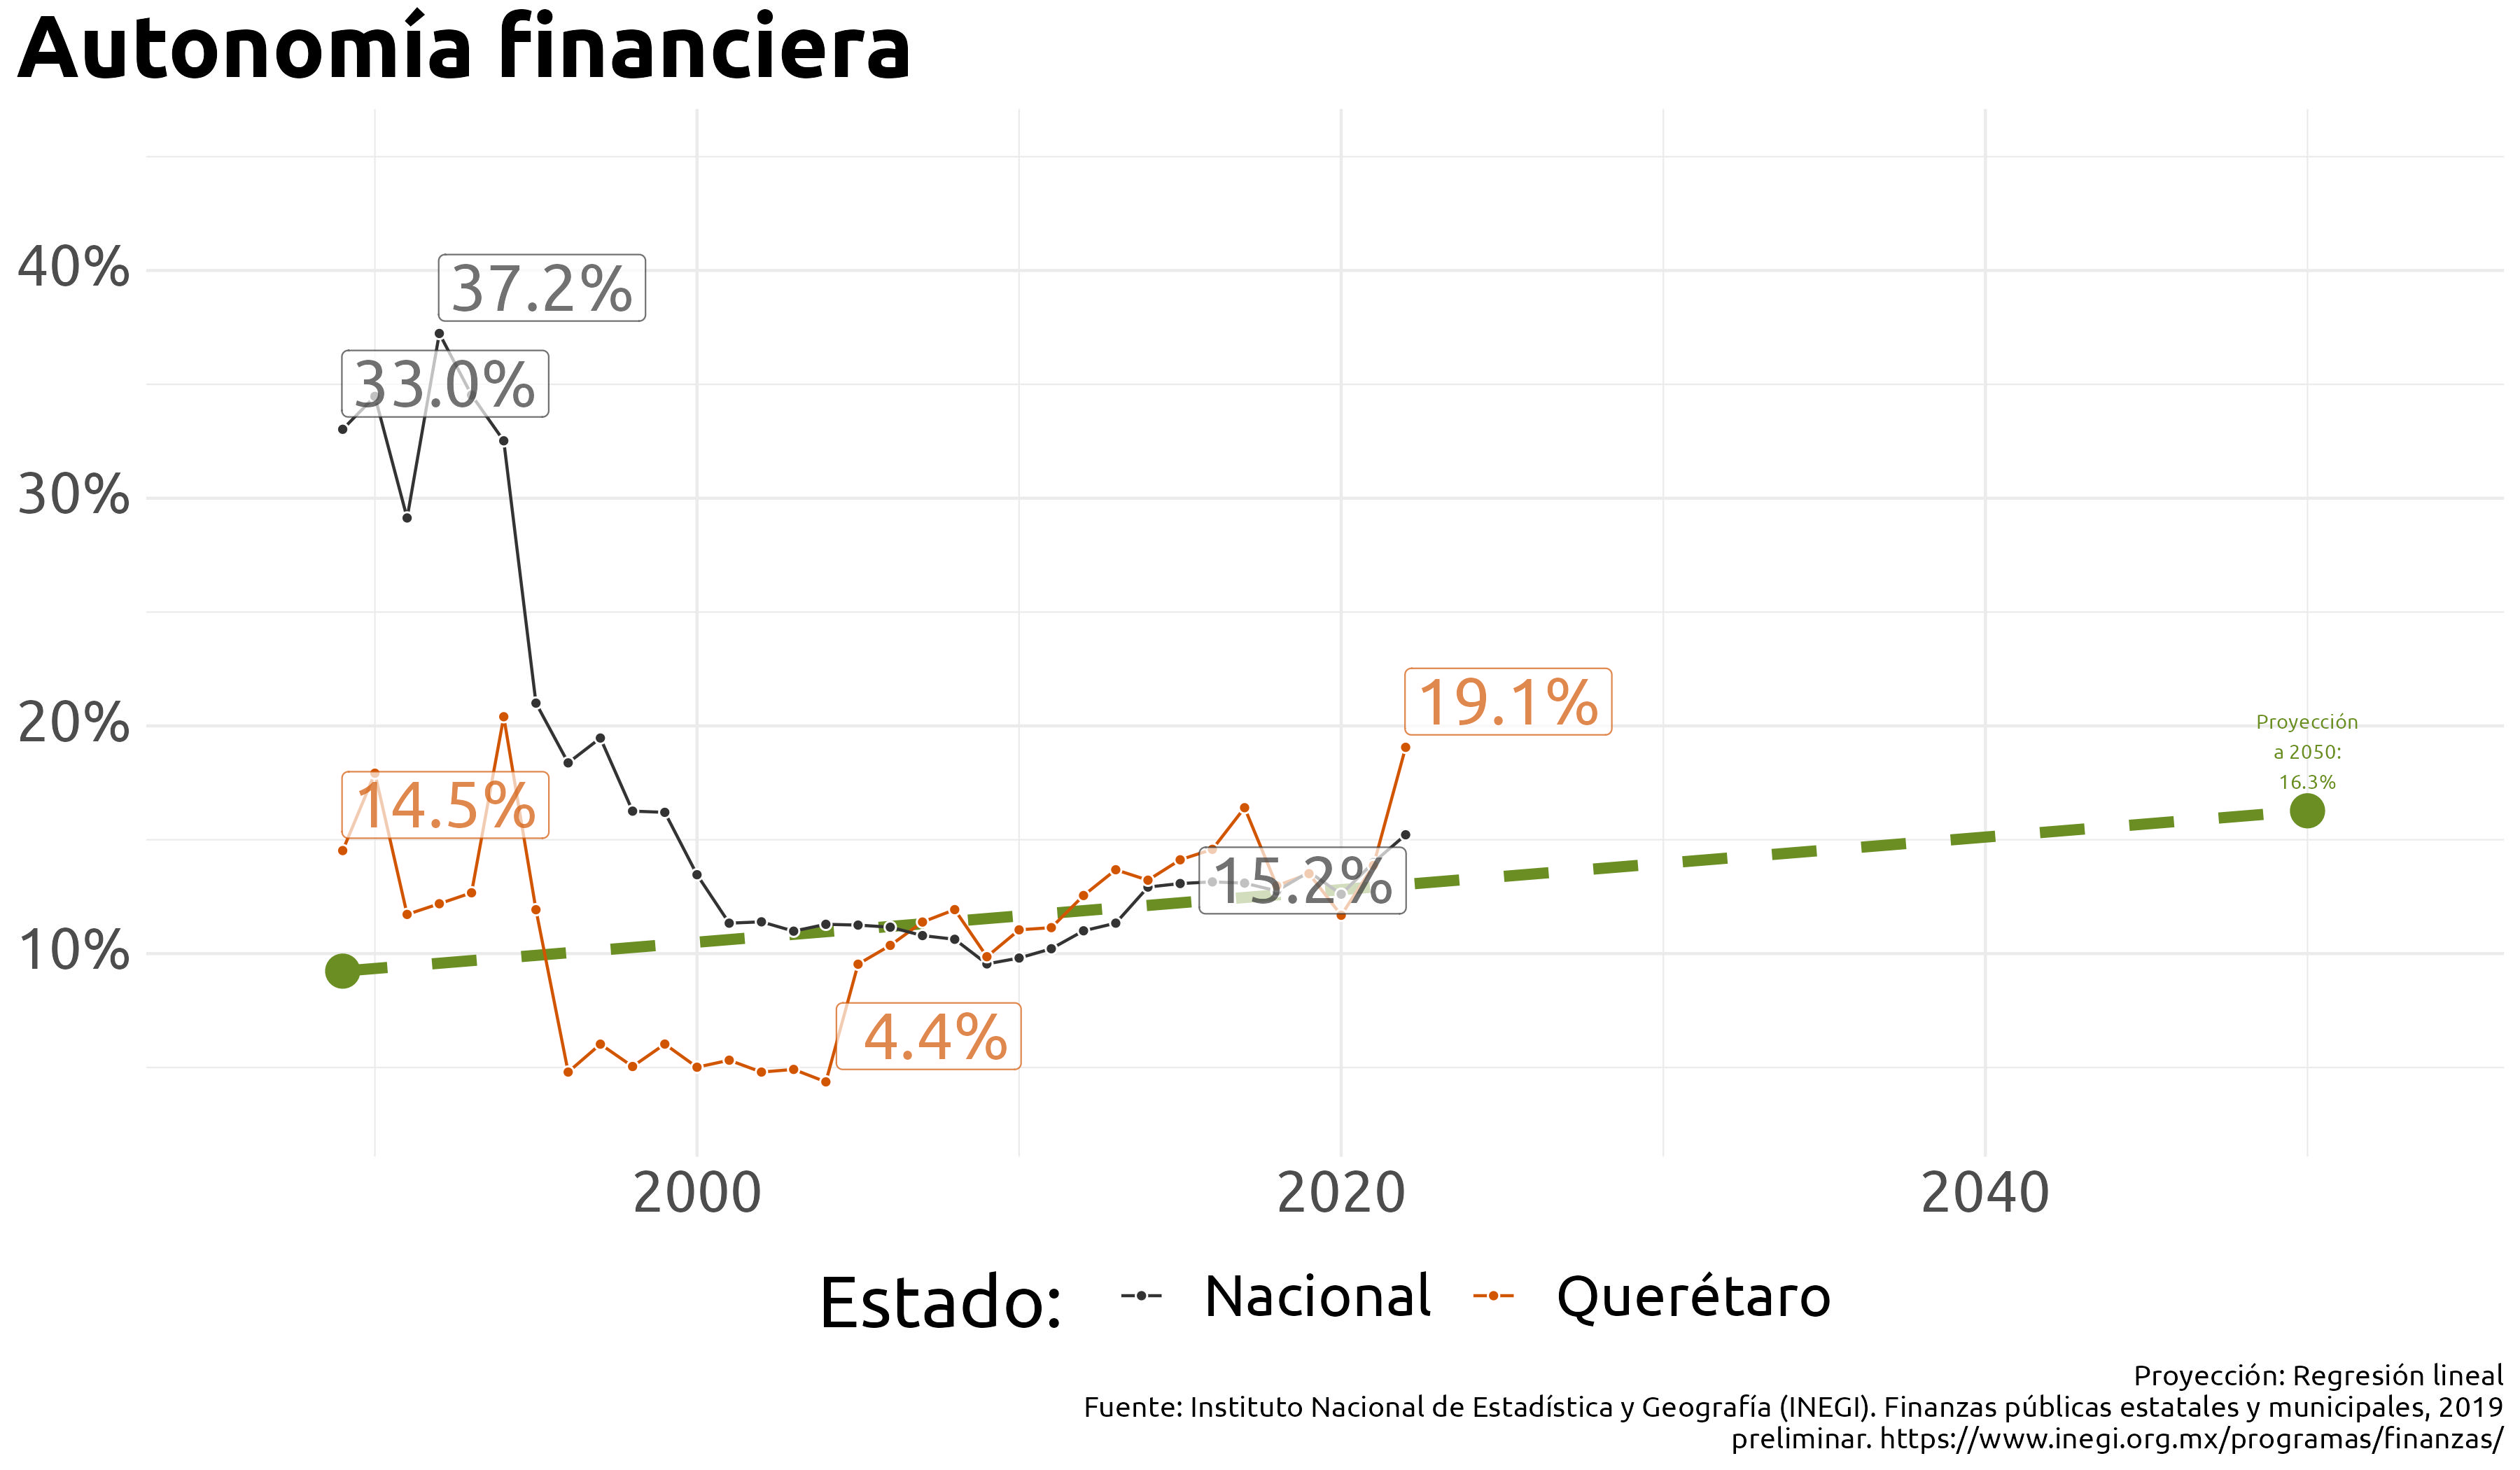 Autonomía financiera
40%
30%
20%
10%
37.2%
33.0%
14.5%
4.4%
15.2%
19.1%
Proyección
a 2050:
16.3%
2000
2020
2040
Estado:
Nacional
Querétaro
Proyección: Regresión lineal
Fuente: Instituto Nacional de Estadística y Geografía (INEGI). Finanzas públicas estatales y municipales, 2019
preliminar. https://www.inegi.org.mx/programas/finanzas/